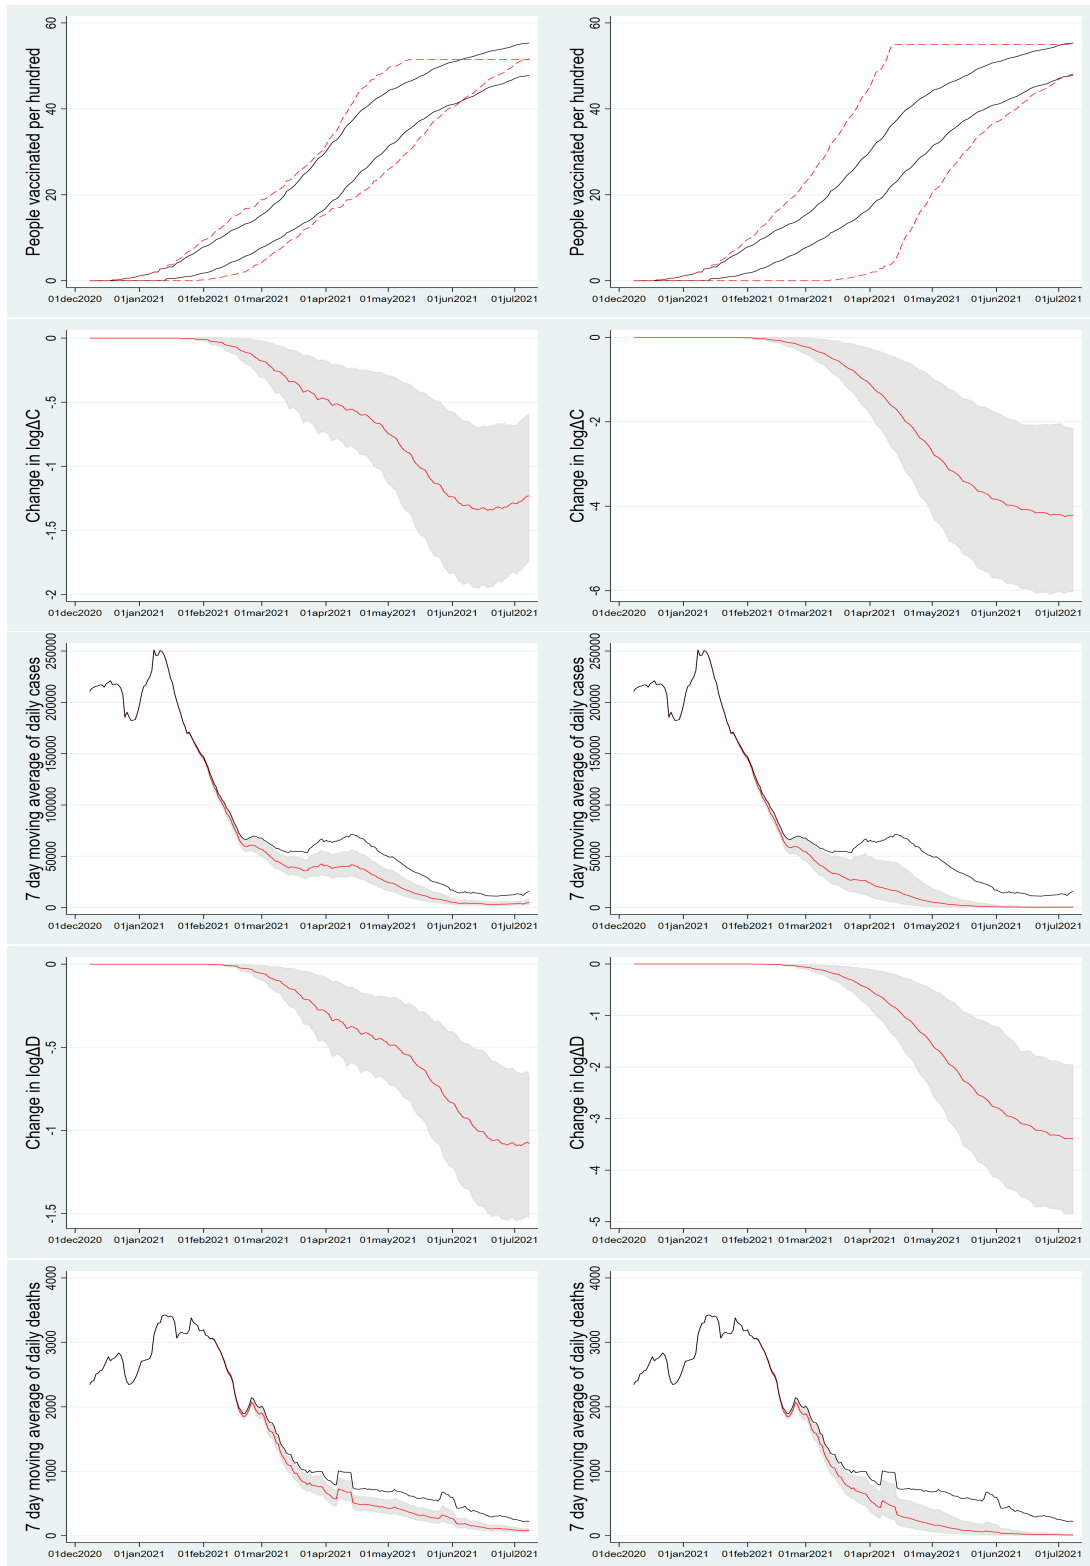 People vaccinated per hundred
60
40
20
0
01dec2020 01jan2021 01feb2021 01mar2021 01apr2021 01may2021 01jun2021 01jul2021
People vaccinated per hundred
60
40
20
0
01dec2020 01jan2021 01feb2021 01mar2021 01apr2021 01may2021 01jun2021 01jul2021
Change in logΔC
0
-.5
-1
-1.5
-2
01dec2020 01jan2021 01feb2021 01mar2021 01apr2021 01may2021 01jun2021 01jul2021
Change in logΔC
0
-2
-4
-6
01dec2020 01jan2021 01feb2021 01mar2021 01apr2021 01may2021 01jun2021 01jul2021
7 day moving average of daily cases
250000
200000
150000
100000
50000
0
01dec2020 01jan2021 01feb2021 01mar2021 01apr2021 01may2021 01jun2021 01jul2021
7 day moving average of daily cases
250000
200000
150000
100000
50000
0
01dec2020 01jan2021 01feb2021 01mar2021 01apr2021 01may2021 01jun2021 01jul2021
Change in logΔD
0
-.5
-1
-1.5
01dec2020 01jan2021 01feb2021 01mar2021 01apr2021 01may2021 01jun2021 01jul2021
Change in logΔD
0
-1
-2
-3
-4
-5
01dec2020 01jan2021 01feb2021 01mar2021 01apr2021 01may2021 01jun2021 01jul2021
7 day moving average of daily deaths
4000
3000
2000
1000
0
01dec2020 01jan2021 01feb2021 01mar2021 01apr2021 01may2021 01jun2021 01jul2021
7 day moving average of daily deaths
4000
3000
2000
1000
0
01dec2020 01jan2021 01feb2021 01mar2021 01apr2021 01may2021 01jun2021 01jul2021